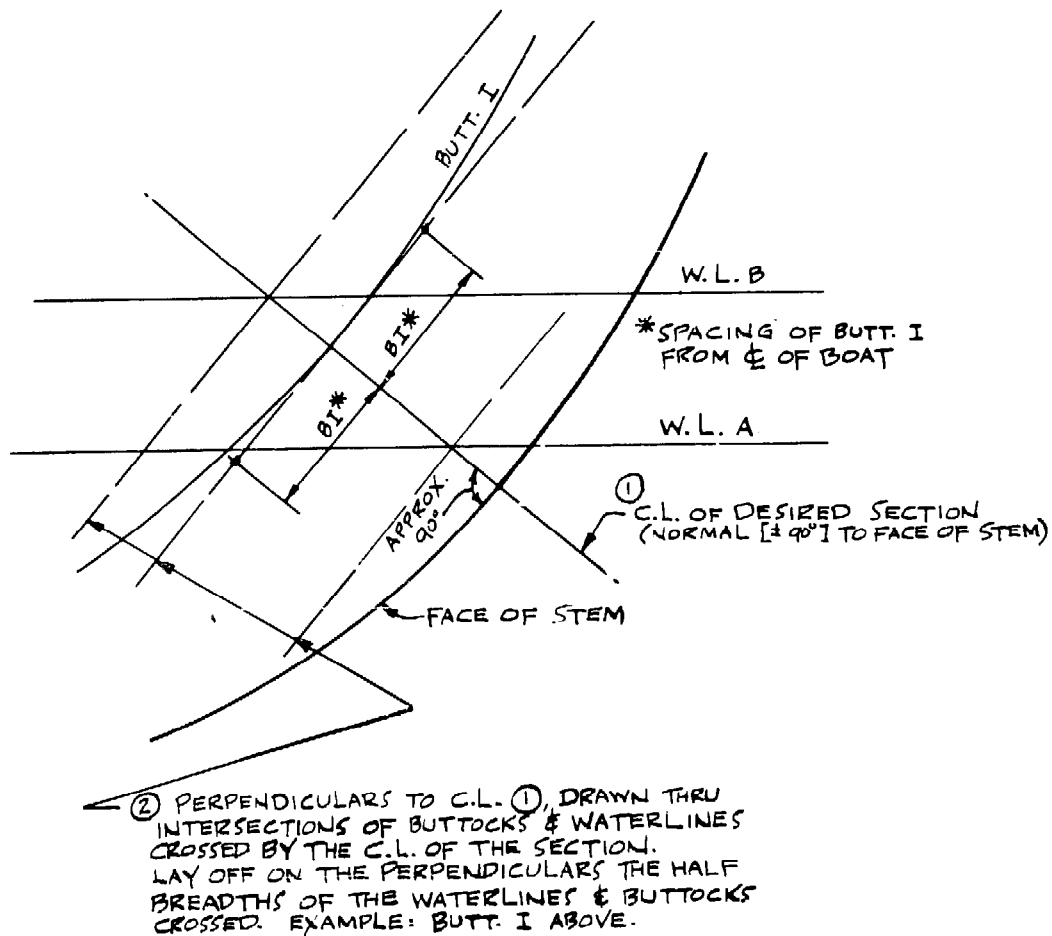 BUTT. I
W. L. B
*SPACING OF BUTT. I
FROM ℄ OF BOAT
BI*
BI*
W. L. A
APPROX.
90°
①
C.L. OF DESIRED SECTION
(NORMAL [± 90°] TO FACE OF STEM)
FACE OF STEM
② PERPENDICULARS TO C.L. ①, DRAWN THRU
INTERSECTIONS OF BUTTOCKS & WATERLINES
CROSSED BY THE C.L. OF THE SECTION.
LAY OFF ON THE PERPENDICULARS THE HALF
BREADTHS OF THE WATERLINES & BUTTOCKS
CROSSED. EXAMPLE: BUTT. I ABOVE.